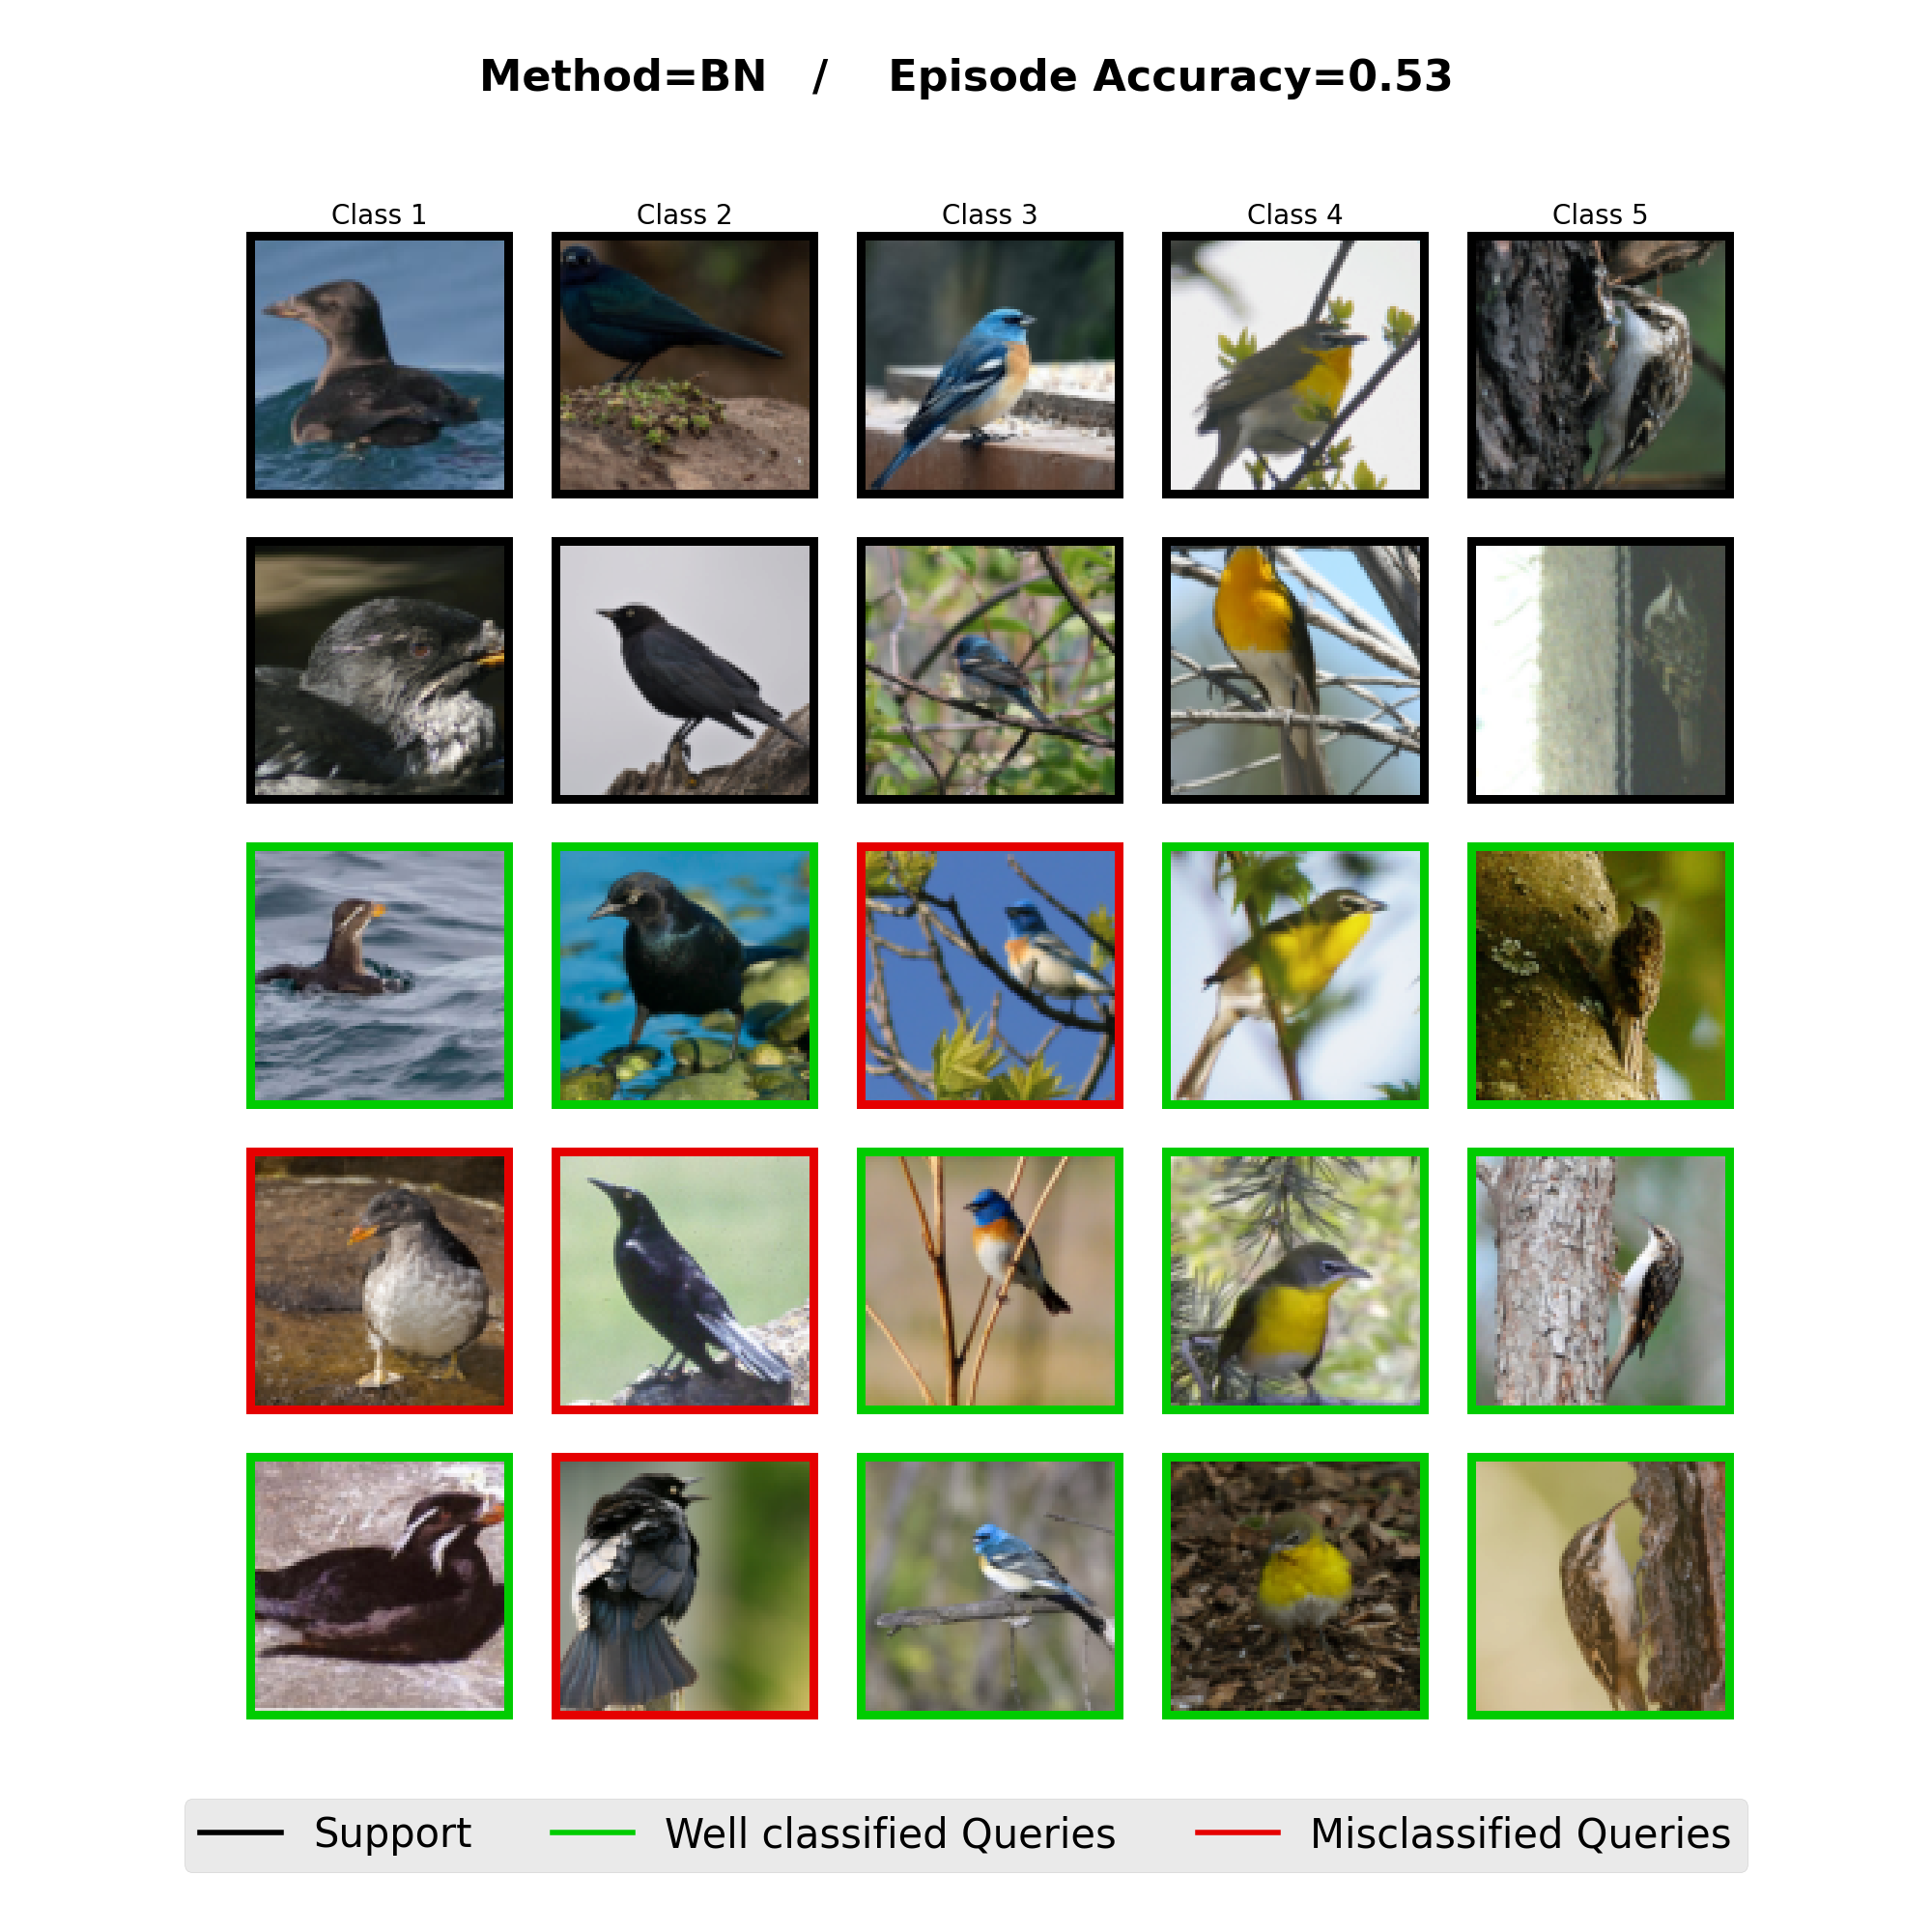 Method=BN / Episode Accuracy=0.53
Class 1 Class 2 Class 3 Class 4 Class 5
Support Well classified Queries Misclassified Queries